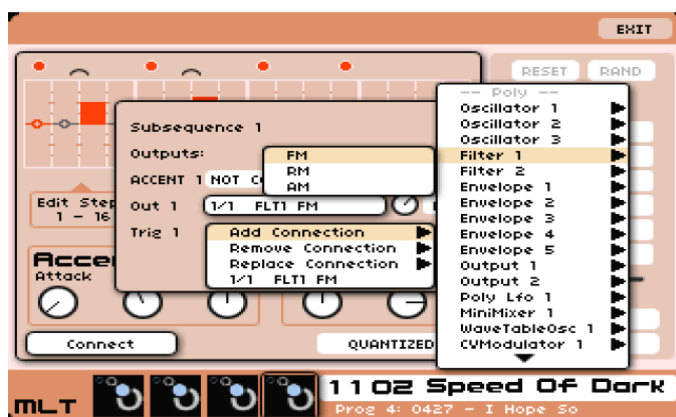 EXIT
RESET RAND
-- Poly --
Oscillator 1
Oscillator 2
Oscillator 3
Filter 1
Filter 2
Envelope 1
Envelope 2
Envelope 3
Envelope 4
Envelope 5
Output 1
Output 2
Poly Lfo 1
MiniMixer 1
WaveTableOsc 1
CVModulator 1
Subsequence 1
Outputs:
FM
RM
AM
ACCENT 1 NOT
Out 1 1/1 FLT1 FM
Trig 1
Add Connection
Remove Connection
Replace Connection
1/1 FLT1 FM
Edit Step
1 - 16
Attack
Connect
QUANTIZED
MLT
1102 Speed Of Dark
Prog 4: 0427 - I Hope So